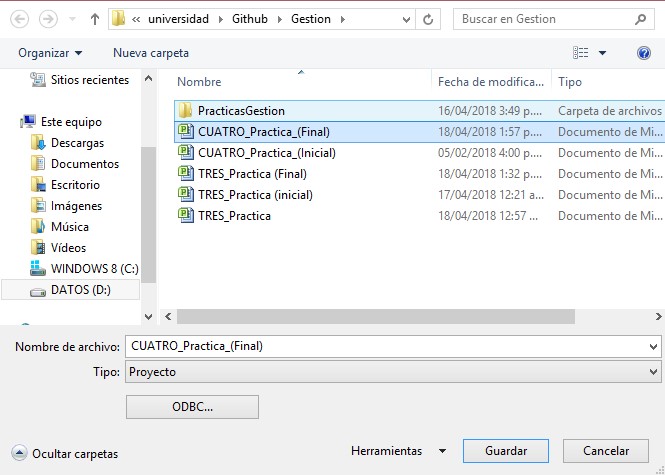 universidad Github Gestion
Buscar en Gestion
Organizar Nueva carpeta
Sitios recientes
Este equipo
Descargas
Documentos
Escritorio
Imágenes
Música
Vídeos
WINDOWS 8 (C:)
DATOS (D:)
Nombre Fecha de modifica... Tipo
PracticasGestion 16/04/2018 3:49 p.... Carpeta de archivos
CUATRO_Practica_(Final) 18/04/2018 1:57 p.... Documento de Mi...
CUATRO_Practica_(Inicial) 05/02/2018 4:00 p.... Documento de Mi...
TRES_Practica (Final) 18/04/2018 1:32 p.... Documento de Mi...
TRES_Practica (inicial) 17/04/2018 12:21 a... Documento de Mi...
TRES_Practica 18/04/2018 12:57 ... Documento de Mi...
Nombre de archivo: CUATRO_Practica_(Final)
Tipo: Proyecto
ODBC...
Ocultar carpetas Herramientas Guardar Cancelar